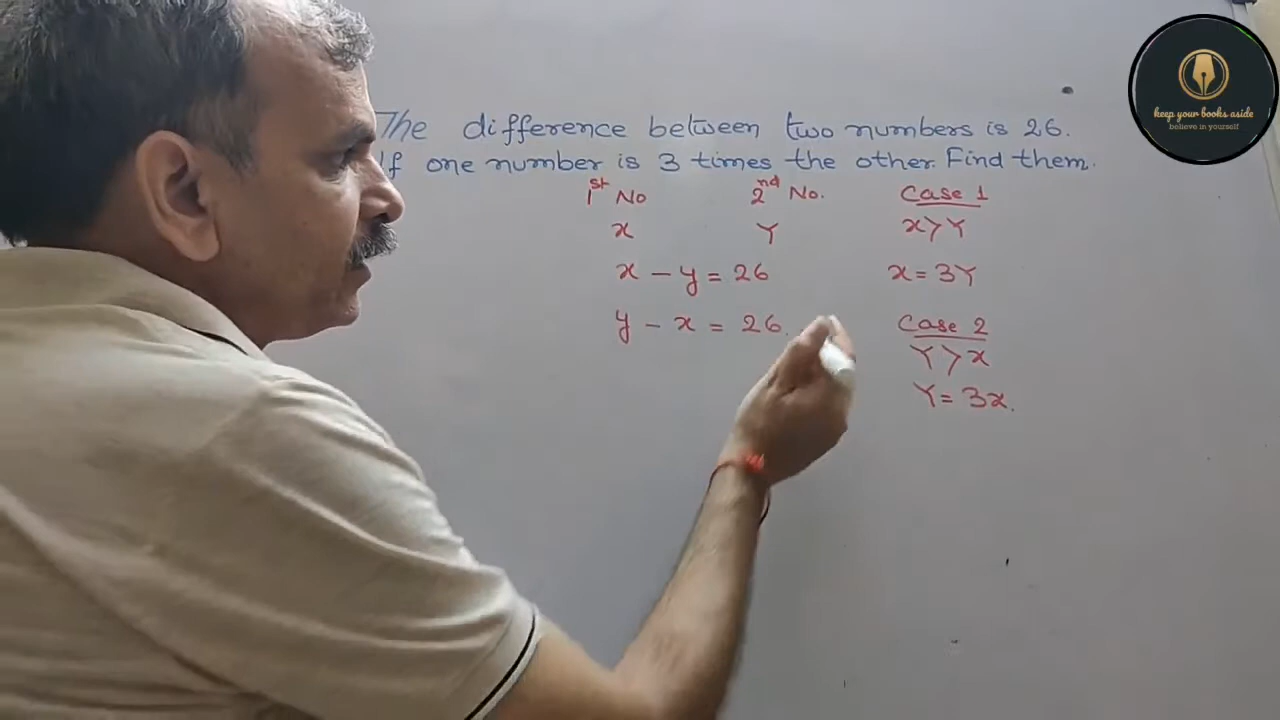 The difference between two numbers is 26.
If one number is 3 times the other. Find them.
1st No 2nd No. Case 1
x Y x>Y
x - y = 26 x = 3Y
y - x = 26. Case 2
Y > x
Y = 3x.
keep your books aside
believe in yourself